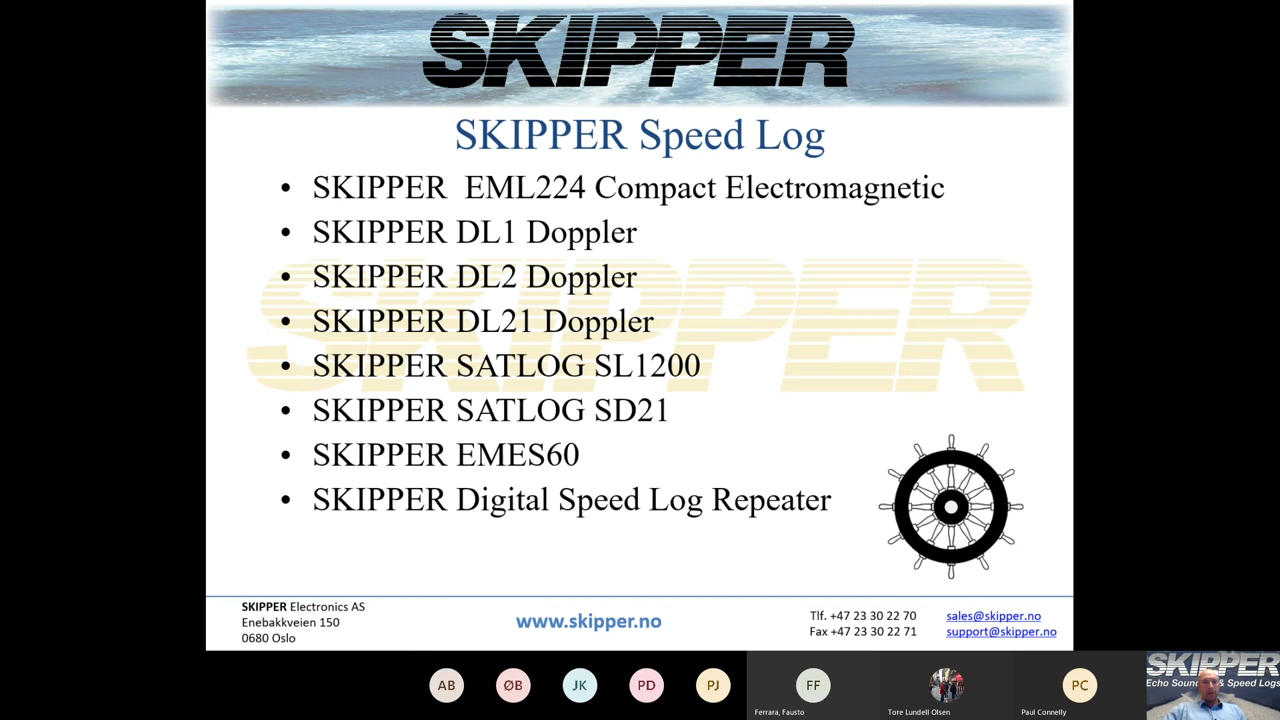 SKIPPER
SKIPPER Speed Log
• SKIPPER  EML224 Compact Electromagnetic
• SKIPPER DL1 Doppler
• SKIPPER DL2 Doppler
• SKIPPER DL21 Doppler
• SKIPPER SATLOG SL1200
• SKIPPER SATLOG SD21
• SKIPPER EMES60
• SKIPPER Digital Speed Log Repeater
SKIPPER
SKIPPER Electronics AS
Enebakkveien 150
0680 Oslo
www.skipper.no
Tlf. +47 23 30 22 70
Fax +47 23 30 22 71
sales@skipper.no
support@skipper.no
AB
ØB
JK
PD
PJ
FF
Ferrara, Fausto
Tore Lundell Olsen
PC
Paul Connelly
SKIPPER
Echo Soun & Speed Logs